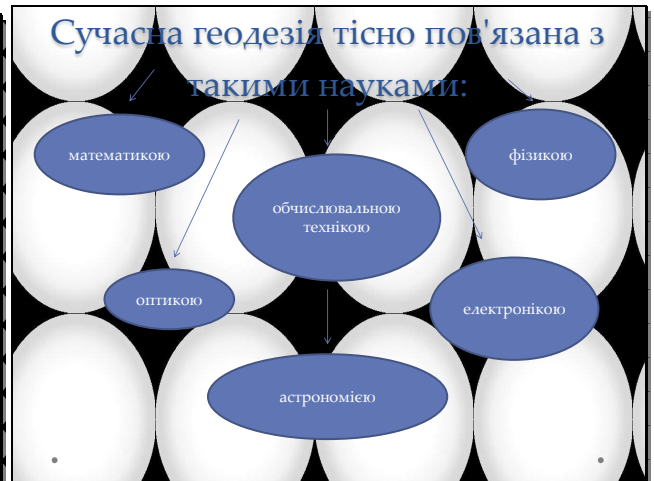 Сучасна геодезія тісно пов'язана з
такими науками:
математикою
фізикою
обчислювальною
технікою
оптикою
електронікою
астрономією